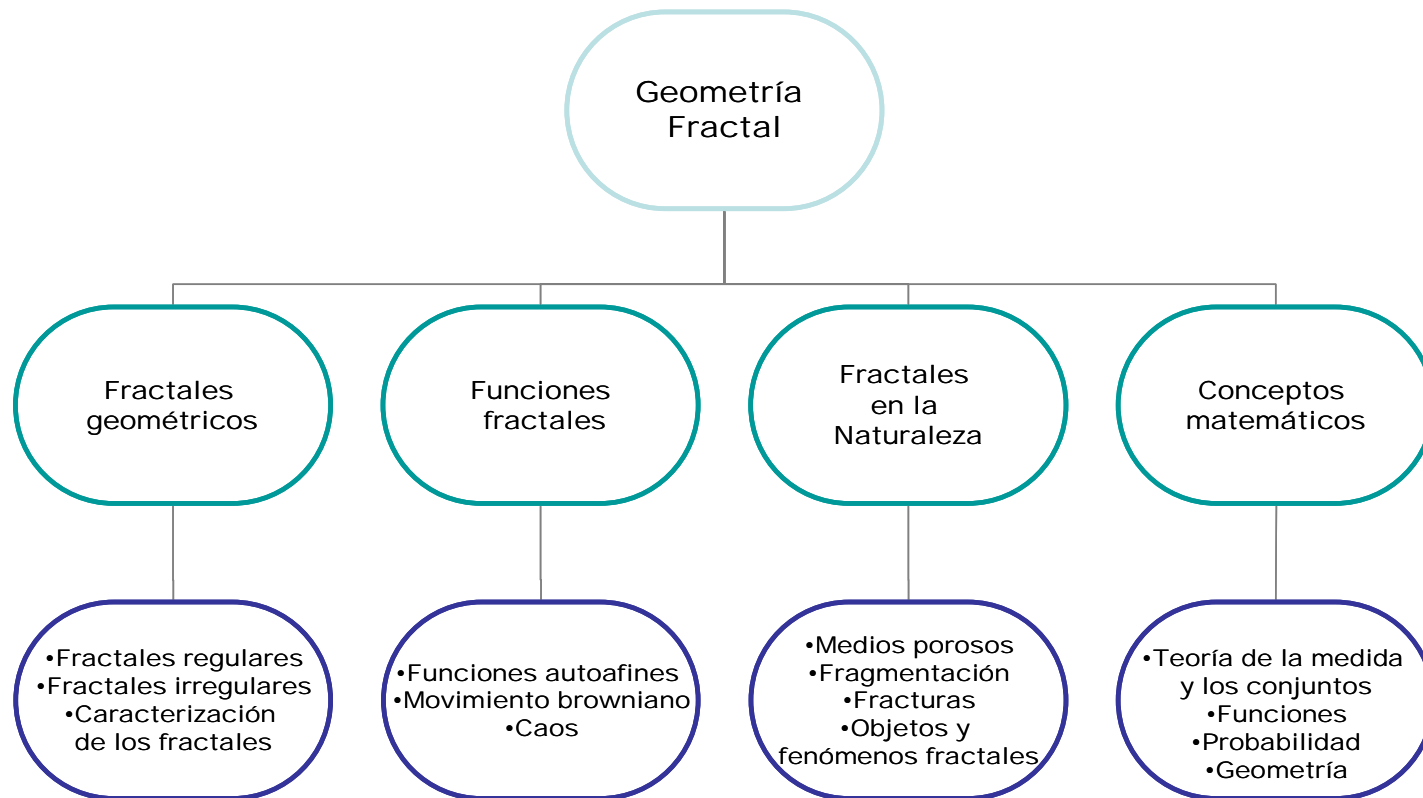 Geometría
Fractal
Fractales
geométricos
Funciones
fractales
Fractales
en la
Naturaleza
Conceptos
matemáticos
•Fractales regulares
•Fractales irregulares
•Caracterización
de los fractales
•Funciones autoafines
•Movimiento browniano
•Caos
•Medios porosos
•Fragmentación
•Fracturas
•Objetos y
fenómenos fractales
•Teoría de la medida
y los conjuntos
•Funciones
•Probabilidad
•Geometría